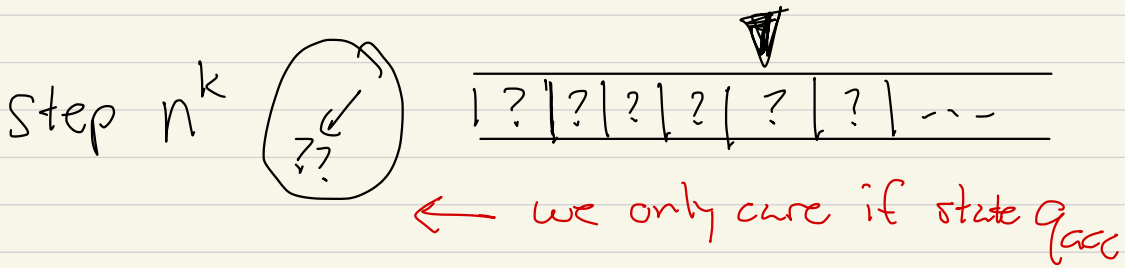 step n^k ?? | ? | ? | ? | ? | ? | ? | ...
← we only care if state q_acc